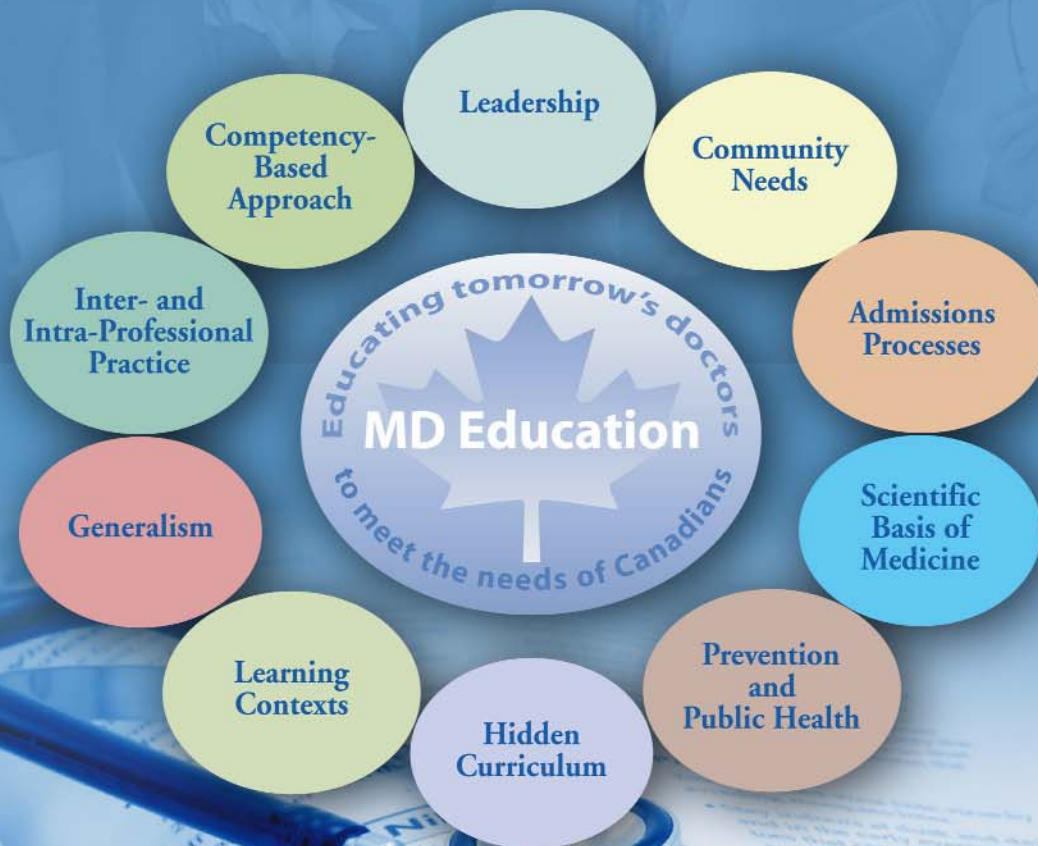 Leadership
Community
Needs
Admissions
Processes
Scientific
Basis of
Medicine
Prevention
and
Public Health
Hidden
Curriculum
Learning
Contexts
Generalism
Inter- and
Intra-Professional
Practice
Competency-
Based
Approach
Educating tomorrow's doctors
MD Education
to meet the needs of Canadians